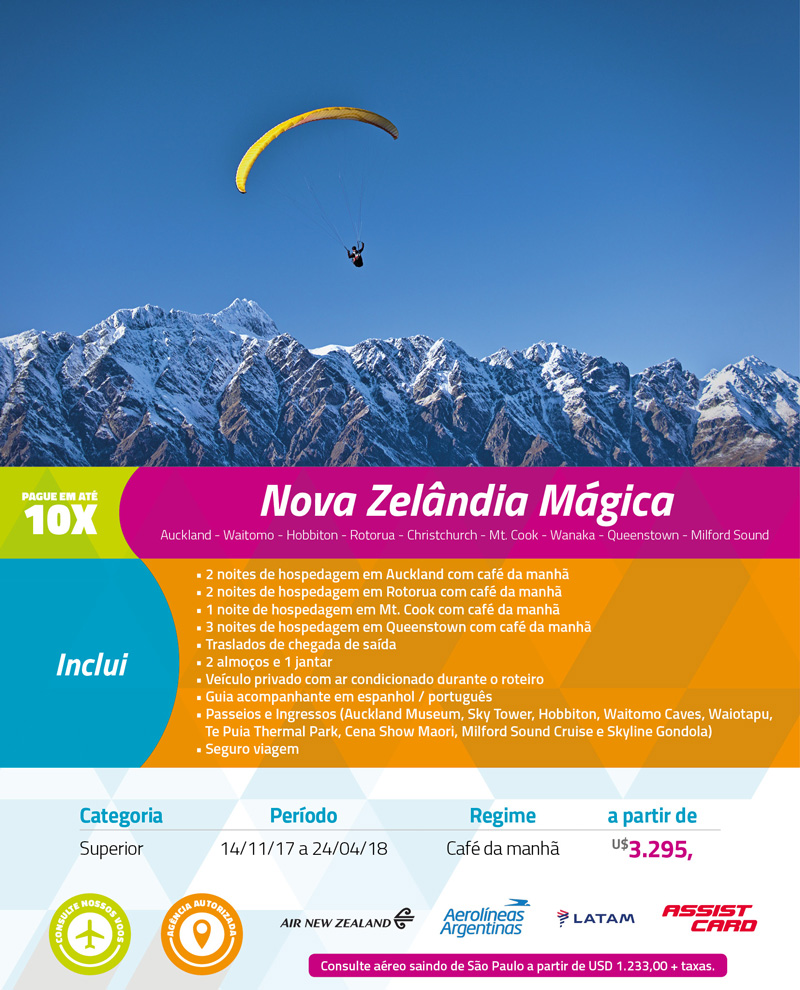 PAGUE EM ATÉ
10X
Nova Zelândia Mágica
Auckland - Waitomo - Hobbiton - Rotorua - Christchurch - Mt. Cook - Wanaka - Queenstown - Milford Sound
Inclui
• 2 noites de hospedagem em Auckland com café da manhã
• 2 noites de hospedagem em Rotorua com café da manhã
• 1 noite de hospedagem em Mt. Cook com café da manhã
• 3 noites de hospedagem em Queenstown com café da manhã
• Traslados de chegada de saída
• 2 almoços e 1 jantar
• Veículo privado com ar condicionado durante o roteiro
• Guia acompanhante em espanhol / português
• Passeios e Ingressos (Auckland Museum, Sky Tower, Hobbiton, Waitomo Caves, Waiotapu,
Te Puia Thermal Park, Cena Show Maori, Milford Sound Cruise e Skyline Gondola)
• Seguro viagem
Categoria Período Regime a partir de
Superior 14/11/17 a 24/04/18 Café da manhã U$3.295,
CONSULTE NOSSOS VOOS
AGÊNCIA AUTORIZADA
AIR NEW ZEALAND
Aerolíneas
Argentinas
LATAM
ASSIST
CARD
Consulte aéreo saindo de São Paulo a partir de USD 1.233,00 + taxas.